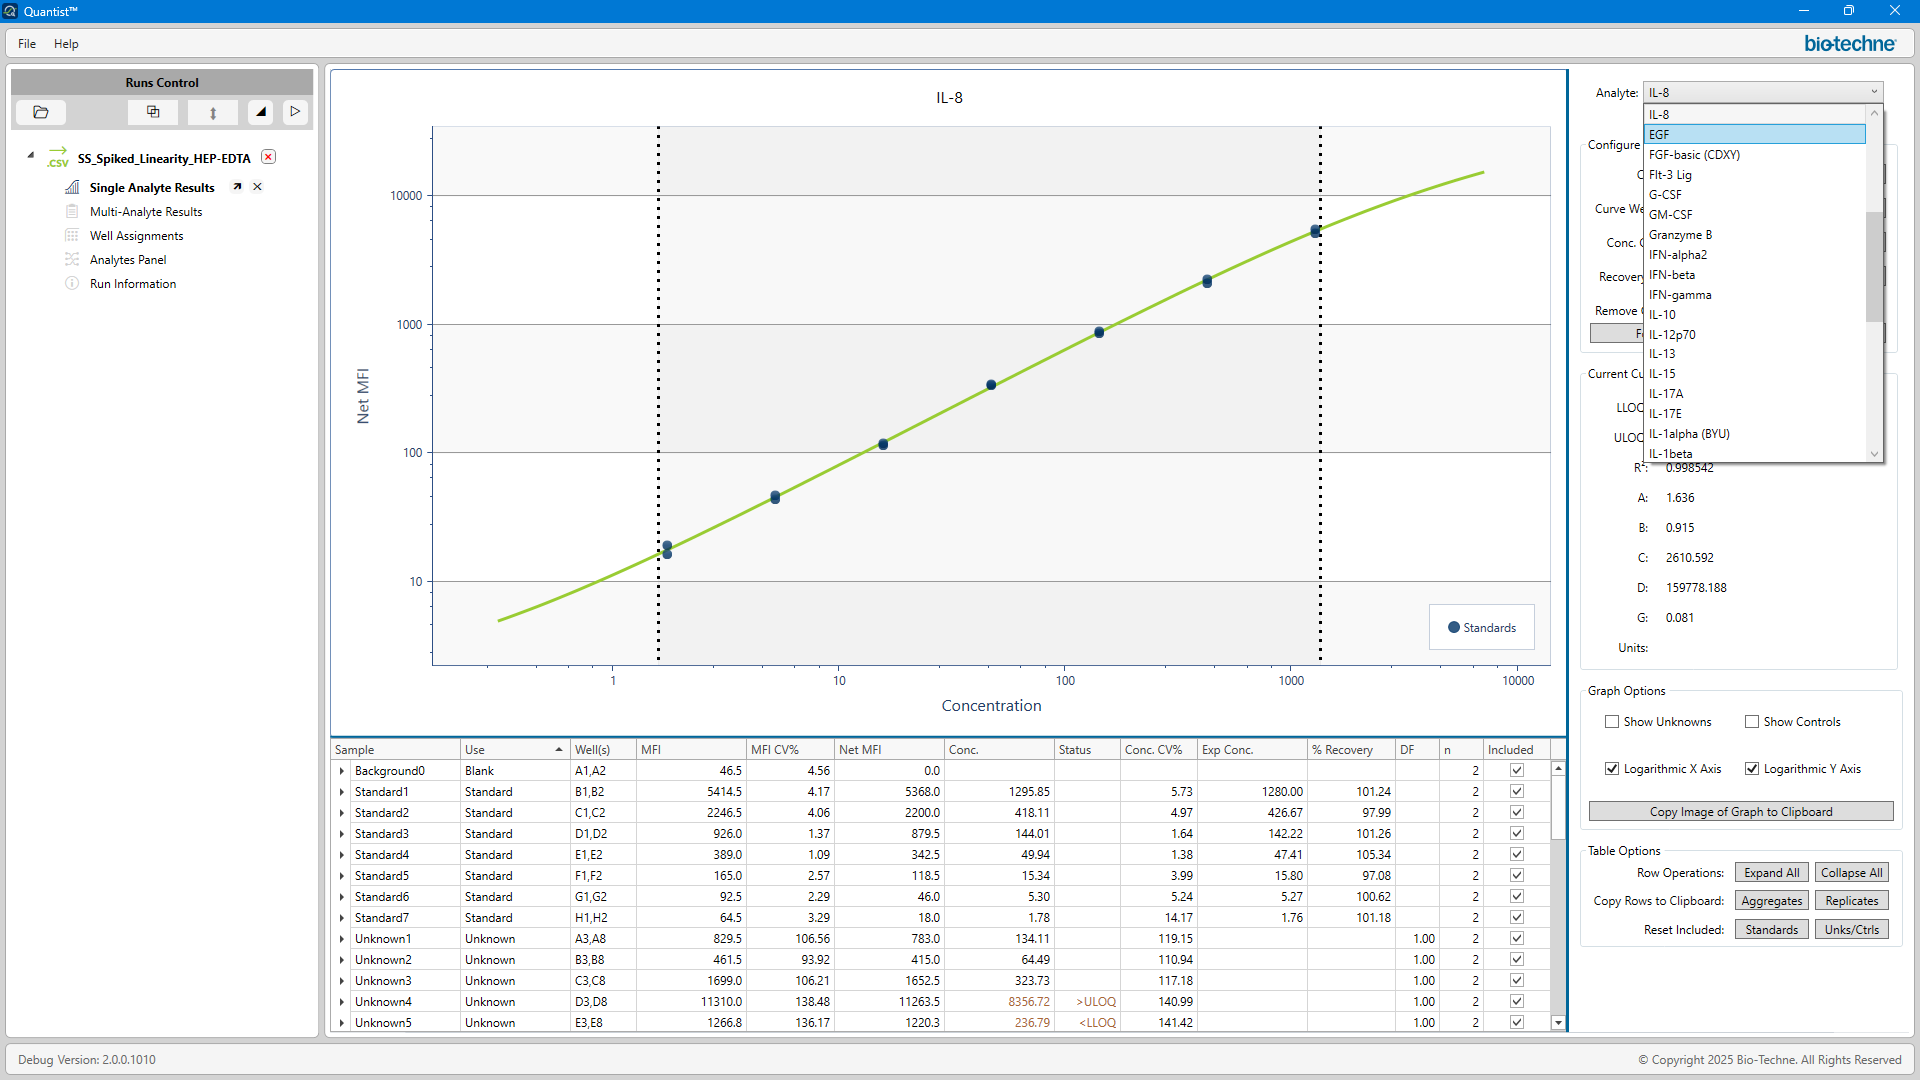 Quantist™
File Help
bio-techne
Runs Control
SS_Spiked_Linearity_HEP-EDTA
.CSV
Single Analyte Results
Multi-Analyte Results
Well Assignments
Analytes Panel
Run Information
IL-8
Net MFI
10000
1000
100
10
1 10 100 1000 10000
Concentration
Standards
Sample Use Well(s) MFI MFI CV% Net MFI Conc. Status Conc. CV% Exp Conc. % Recovery DF n Included
Background0 Blank A1,A2 46.5 4.56 0.0 2
Standard1 Standard B1,B2 5414.5 4.17 5368.0 1295.85 5.73 1280.00 101.24 2
Standard2 Standard C1,C2 2246.5 4.06 2200.0 418.11 4.97 426.67 97.99 2
Standard3 Standard D1,D2 926.0 1.37 879.5 144.01 1.64 142.22 101.26 2
Standard4 Standard E1,E2 389.0 1.09 342.5 49.94 1.38 47.41 105.34 2
Standard5 Standard F1,F2 165.0 2.57 118.5 15.34 3.99 15.80 97.08 2
Standard6 Standard G1,G2 92.5 2.29 46.0 5.30 5.24 5.27 100.62 2
Standard7 Standard H1,H2 64.5 3.29 18.0 1.78 14.17 1.76 101.18 2
Unknown1 Unknown A3,A8 829.5 106.56 783.0 134.11 119.15 1.00 2
Unknown2 Unknown B3,B8 461.5 93.92 415.0 64.49 110.94 1.00 2
Unknown3 Unknown C3,C8 1699.0 106.21 1652.5 323.73 117.18 1.00 2
Unknown4 Unknown D3,D8 11310.0 138.48 11263.5 8356.72 >ULOQ 140.99 1.00 2
Unknown5 Unknown E3,E8 1266.8 136.17 1220.3 236.79 <LLOQ 141.42 1.00 2
Analyte: IL-8
IL-8
EGF
FGF-basic (CDXY)
Flt-3 Lig
G-CSF
GM-CSF
Granzyme B
IFN-alpha2
IFN-beta
IFN-gamma
IL-10
IL-12p70
IL-13
IL-15
IL-17A
IL-17E
IL-1alpha (BYU)
IL-1beta
Configure
Curve We
Conc.
Recovery
Remove
Current Cu
LLOQ
ULOQ
R²: 0.998542
A: 1.636
B: 0.915
C: 2610.592
D: 159778.188
G: 0.081
Units:
Graph Options
Show Unknowns Show Controls
Logarithmic X Axis Logarithmic Y Axis
Copy Image of Graph to Clipboard
Table Options
Row Operations: Expand All Collapse All
Copy Rows to Clipboard: Aggregates Replicates
Reset Included: Standards Unks/Ctrls
Debug Version: 2.0.0.1010
© Copyright 2025 Bio-Techne. All Rights Reserved